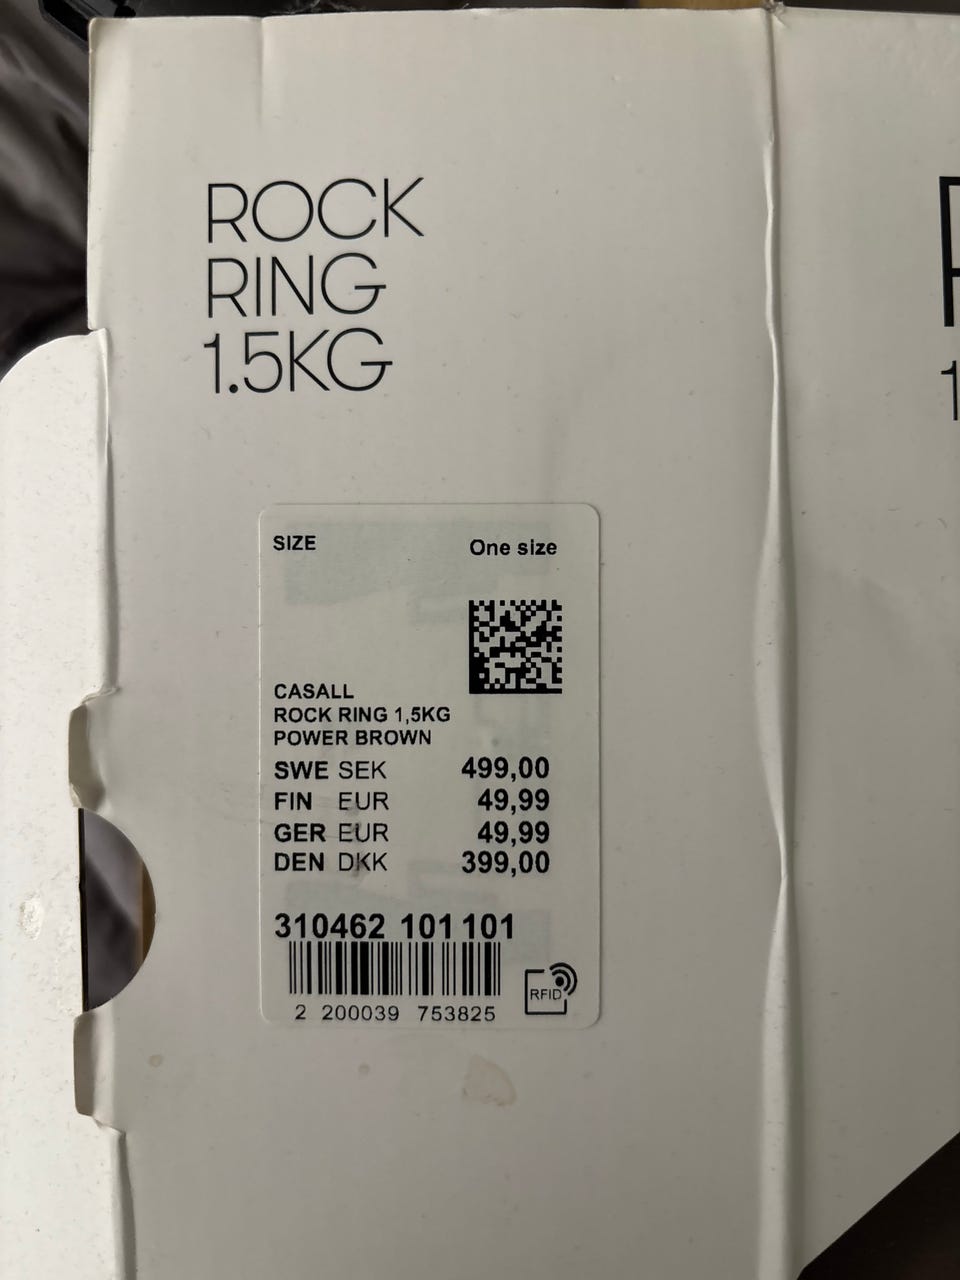 ROCK
RING
1.5KG
SIZE One size
CASALL
ROCK RING 1,5KG
POWER BROWN
SWE SEK 499,00
FIN EUR 49,99
GER EUR 49,99
DEN DKK 399,00
310462 101 101
2 200039 753825
RFID